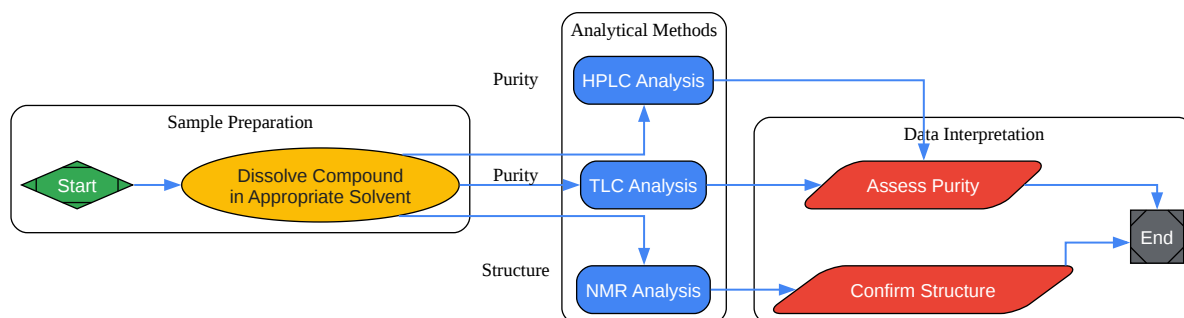 Analytical Methods
Purity
HPLC Analysis
Sample Preparation
Data Interpretation
Start
Dissolve Compound
in Appropriate Solvent
Purity
TLC Analysis
Assess Purity
End
Structure
NMR Analysis
Confirm Structure